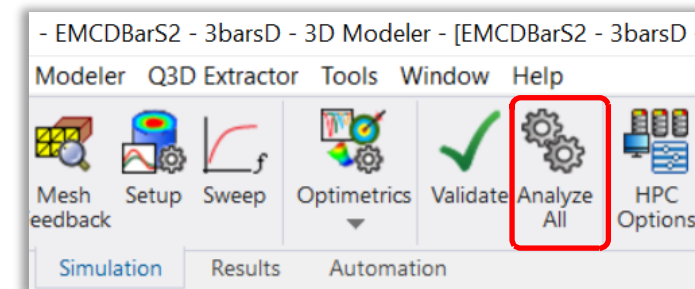 - EMCDBarS2 - 3barsD - 3D Modeler - [EMCDBarS2 - 3barsD -
Modeler Q3D Extractor Tools Window Help
f
Mesh Setup Sweep Optimetrics Validate Analyze HPC
eedback All Options
Simulation Results Automation